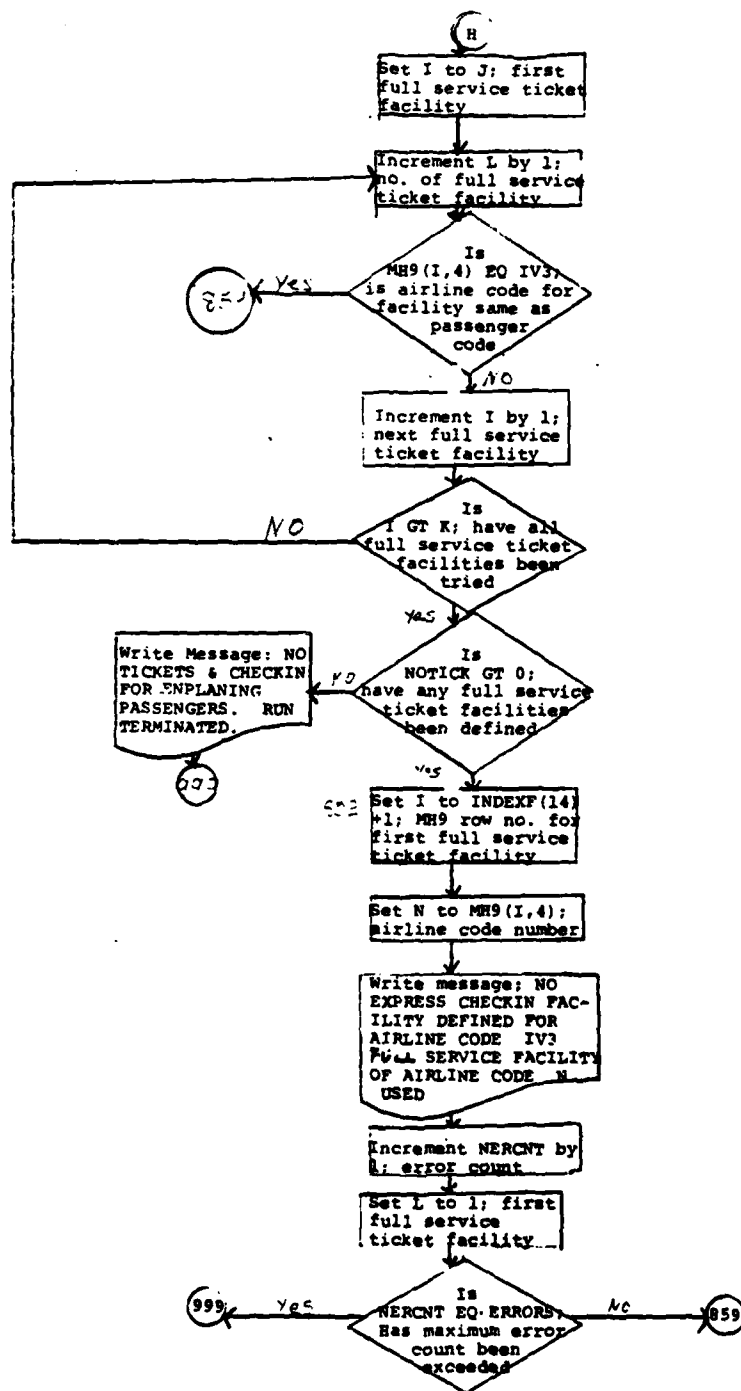 H
Set I to J; first
full service ticket
facility
Increment L by 1;
no. of full service
ticket facility
Is
MH9(I,4) EQ IV3;
is airline code for
facility same as
passenger
code
Yes
NO
Increment I by 1;
next full service
ticket facility
Is
I GT K; have all
full service ticket
facilities been
tried
NO
Yes
Is
NOTICK GT 0;
have any full service
ticket facilities
been defined
NO
Write Message: NO
TICKETS & CHECKIN
FOR ENPLANING
PASSENGERS. RUN
TERMINATED.
Yes
Set I to INDEXF(14)
+1; MH9 row no. for
first full service
ticket facility
Set N to MH9(I,4);
airline code number
Write message; NO
EXPRESS CHECKIN FAC-
ILITY DEFINED FOR
AIRLINE CODE IV3
FULL SERVICE FACILITY
OF AIRLINE CODE N
USED
Increment NERCNT by
1; error count
Set L to 1; first
full service
ticket facility
Is
NERCNT EQ ERRORS;
Has maximum error
count been
exceeded
Yes
999
NO
859